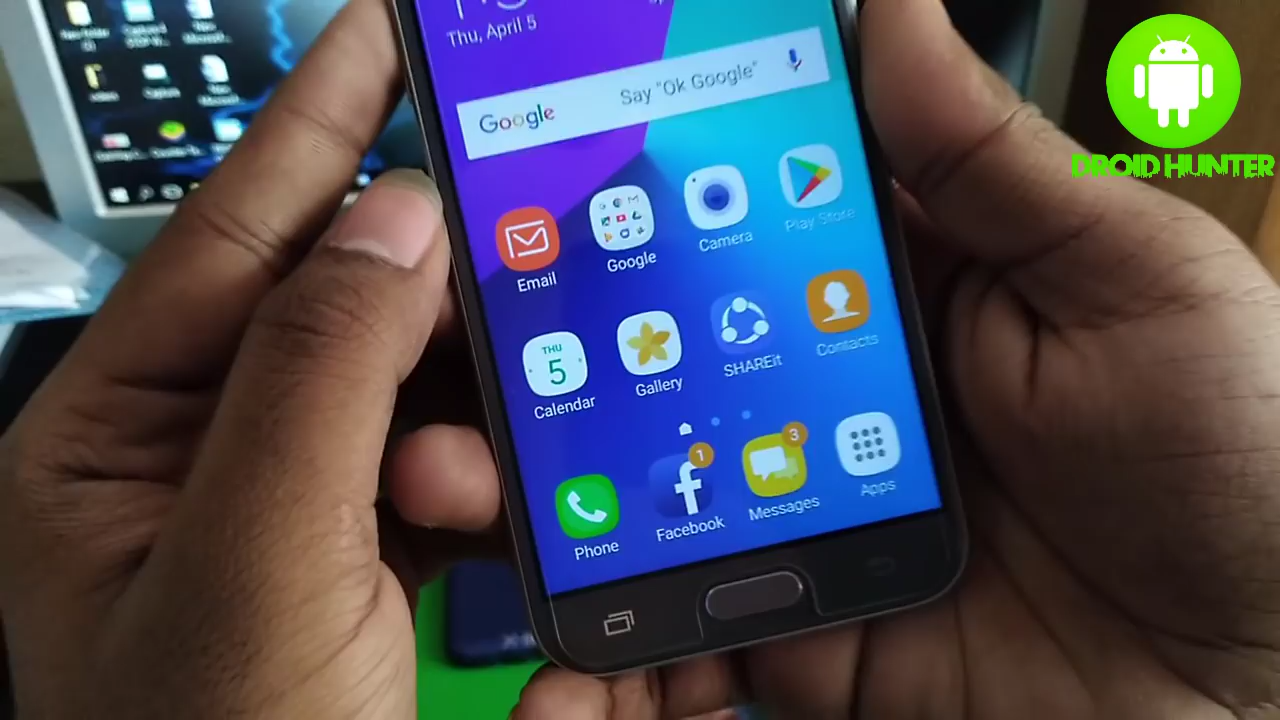 Thu, April 5
Google
Say "Ok Google"
Email
Google
Camera
Play Store
THU
5
Calendar
Gallery
SHAREit
Contacts
1
3
Phone
Facebook
Messages
Apps
DROID HUNTER